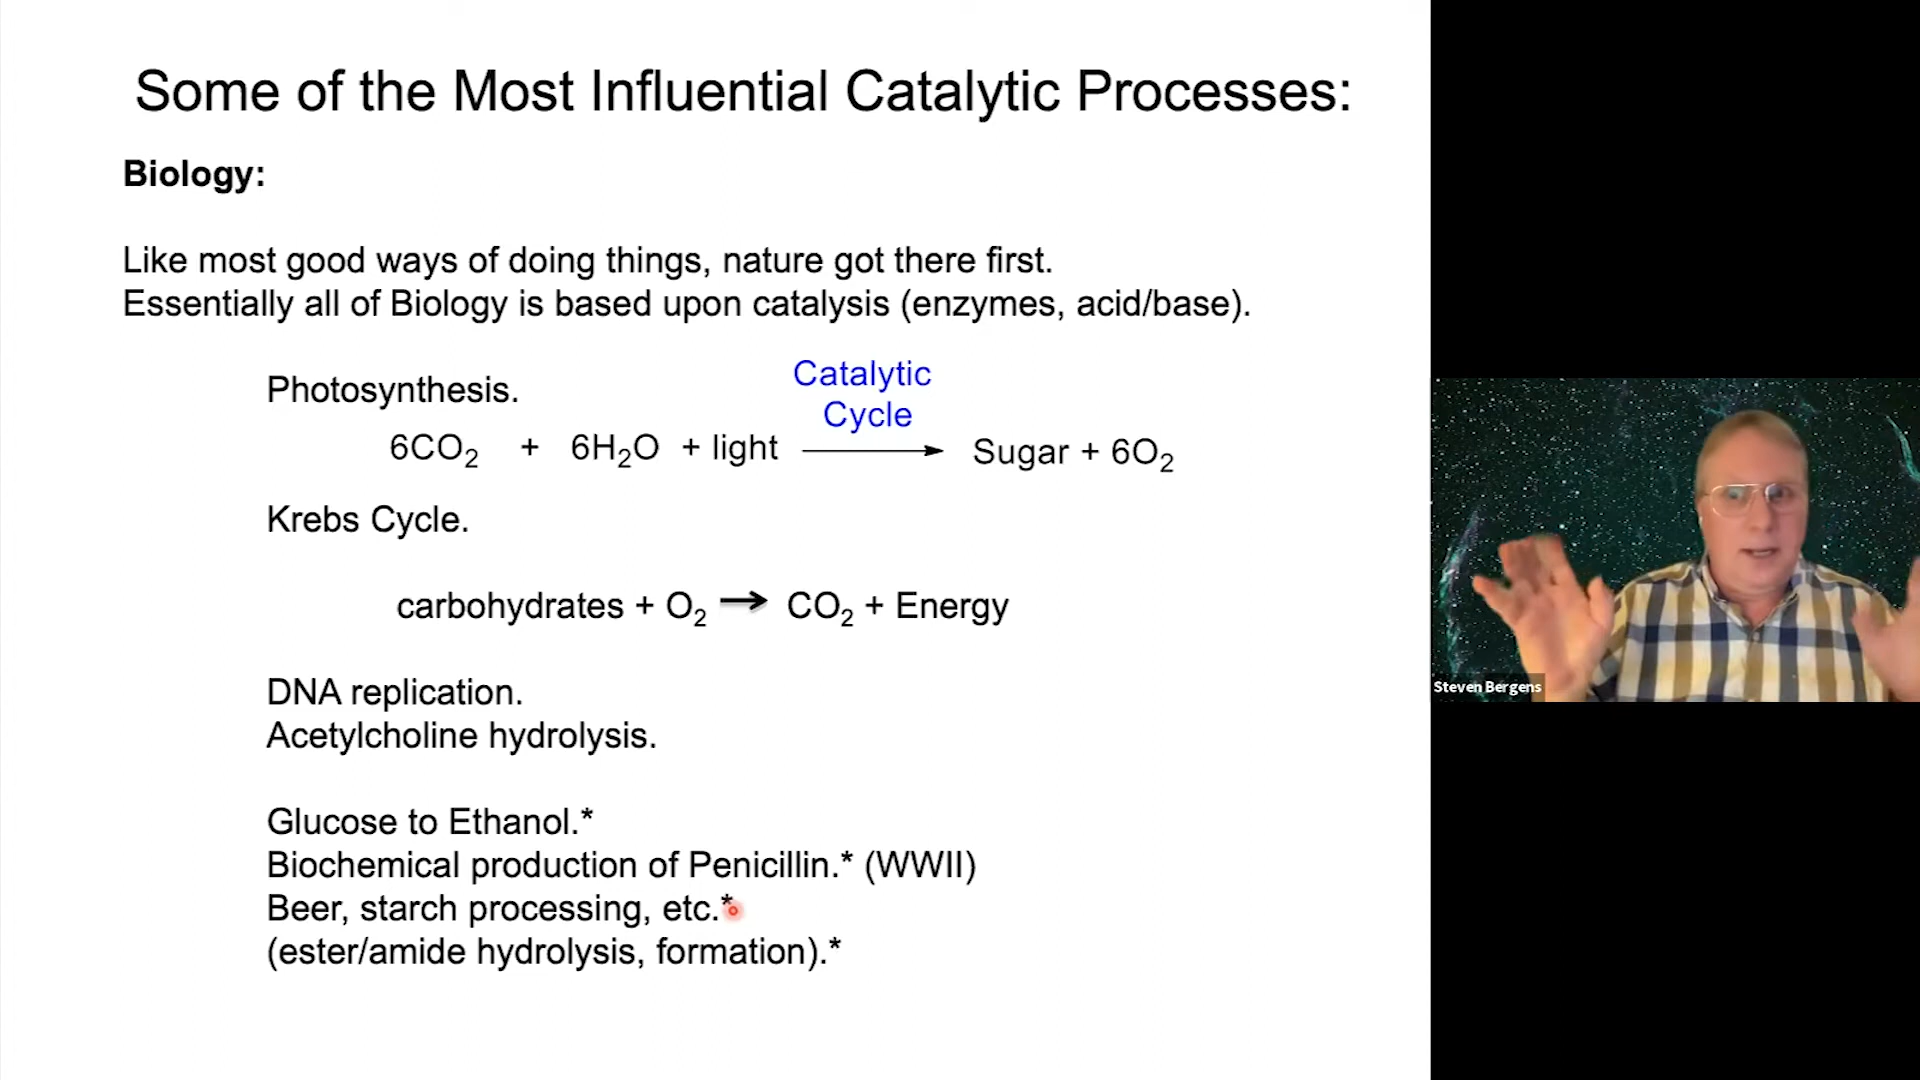 Some of the Most Influential Catalytic Processes:
Biology:
Like most good ways of doing things, nature got there first.
Essentially all of Biology is based upon catalysis (enzymes, acid/base).
Photosynthesis.
Catalytic
Cycle
6CO₂ + 6H₂O + light → Sugar + 6O₂
Krebs Cycle.
carbohydrates + O₂ → CO₂ + Energy
DNA replication.
Acetylcholine hydrolysis.
Glucose to Ethanol.*
Biochemical production of Penicillin.* (WWII)
Beer, starch processing, etc.*
(ester/amide hydrolysis, formation).*
Steven Bergens